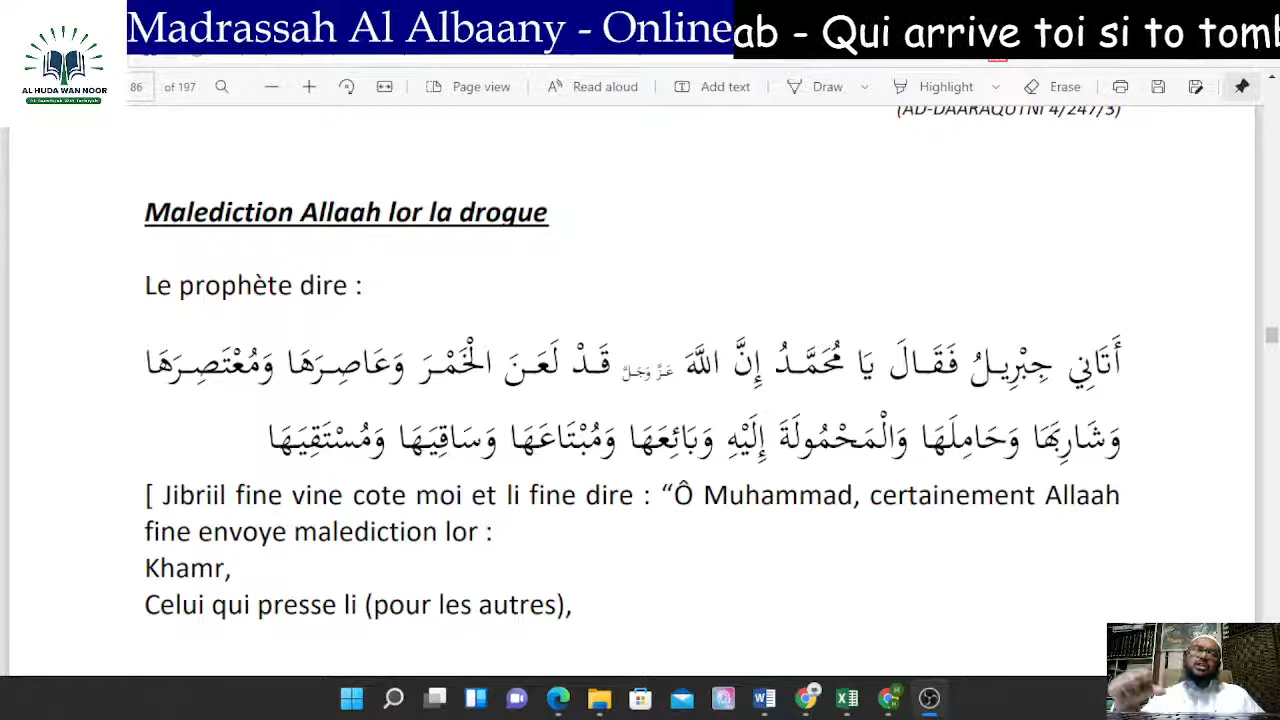 Madrassah Al Albaany - Online
ab - Qui arrive toi si to tomb
AL HUDA WAN NOOR
86 of 197 Page view Read aloud Add text Draw Highlight Erase
(AD-DAARAQUTNI 4/247/3)
Malediction Allaah lor la drogue
Le prophète dire :
أَتَانِي جِبْرِيلُ فَقَالَ يَا مُحَمَّدُ إِنَّ اللَّهَ عَزَّ وَجَلَّ قَدْ لَعَنَ الْخَمْرَ وَعَاصِرَهَا وَمُعْتَصِرَهَا
وَشَارِبَهَا وَحَامِلَهَا وَالْمَحْمُولَةَ إِلَيْهِ وَبَائِعَهَا وَمُبْتَاعَهَا وَسَاقِيَهَا وَمُسْتَقِيَهَا
[ Jibriil fine vine cote moi et li fine dire : “Ô Muhammad, certainement Allaah
fine envoye malediction lor :
Khamr,
Celui qui presse li (pour les autres),